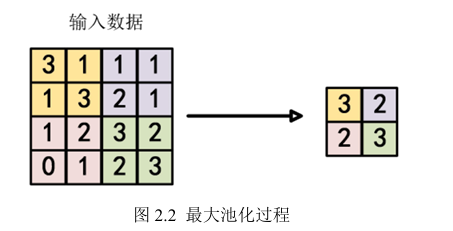 输入数据
3 1 1 1
1 3 2 1
1 2 3 2
0 1 2 3
3 2
2 3
图 2.2 最大池化过程